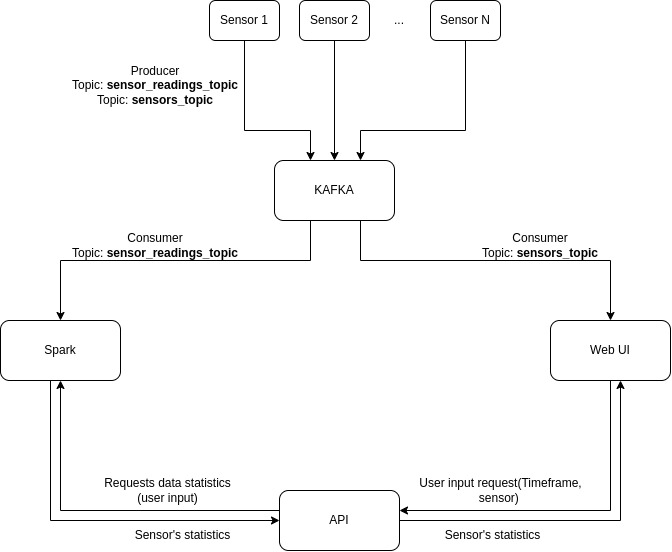 Sensor 1
Sensor 2
...
Sensor N
Producer
Topic: sensor_readings_topic
Topic: sensors_topic
KAFKA
Consumer
Topic: sensor_readings_topic
Consumer
Topic: sensors_topic
Spark
Web UI
Requests data statistics
(user input)
User input request(Timeframe,
sensor)
API
Sensor's statistics
Sensor's statistics